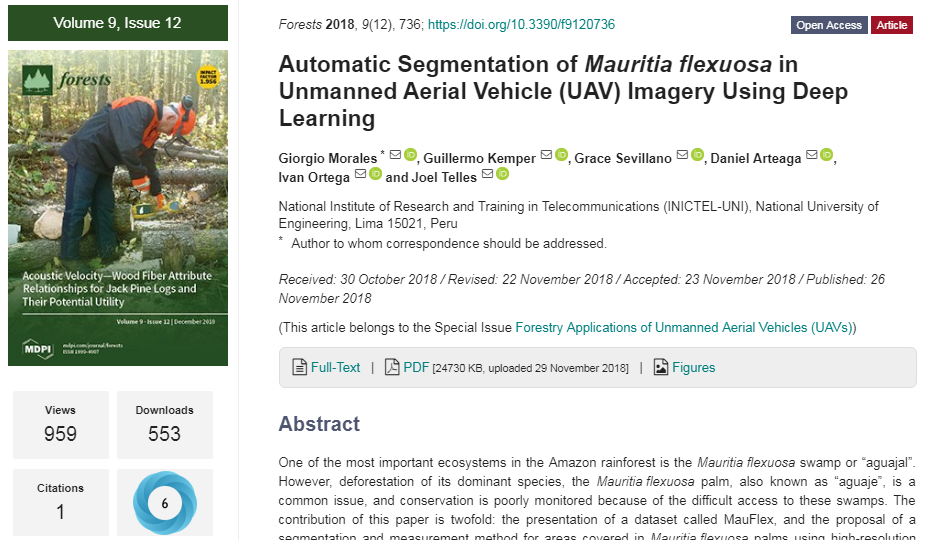 Volume 9, Issue 12
forests
IMPACT
FACTOR
1.956
Acoustic Velocity—Wood Fiber Attribute
Relationships for Jack Pine Logs and
Their Potential Utility
Volume 9 · Issue 12 | December 2018
MDPI
mdpi.com/journal/forests
ISSN 1999-4907
Views
959
Downloads
553
Citations
1
6
Forests 2018, 9(12), 736; https://doi.org/10.3390/f9120736
Open Access
Article
Automatic Segmentation of Mauritia flexuosa in
Unmanned Aerial Vehicle (UAV) Imagery Using Deep
Learning
Giorgio Morales * iD, Guillermo Kemper iD, Grace Sevillano iD, Daniel Arteaga iD,
Ivan Ortega iD and Joel Telles iD
National Institute of Research and Training in Telecommunications (INICTEL-UNI), National University of
Engineering, Lima 15021, Peru
* Author to whom correspondence should be addressed.
Received: 30 October 2018 / Revised: 22 November 2018 / Accepted: 23 November 2018 / Published: 26
November 2018
(This article belongs to the Special Issue Forestry Applications of Unmanned Aerial Vehicles (UAVs))
Full-Text | PDF [24730 KB, uploaded 29 November 2018] | Figures
Abstract
One of the most important ecosystems in the Amazon rainforest is the Mauritia flexuosa swamp or “aguajal”.
However, deforestation of its dominant species, the Mauritia flexuosa palm, also known as “aguaje”, is a
common issue, and conservation is poorly monitored because of the difficult access to these swamps. The
contribution of this paper is twofold: the presentation of a dataset called MauFlex, and the proposal of a
segmentation and measurement method for areas covered in Mauritia flexuosa palms using high-resolution